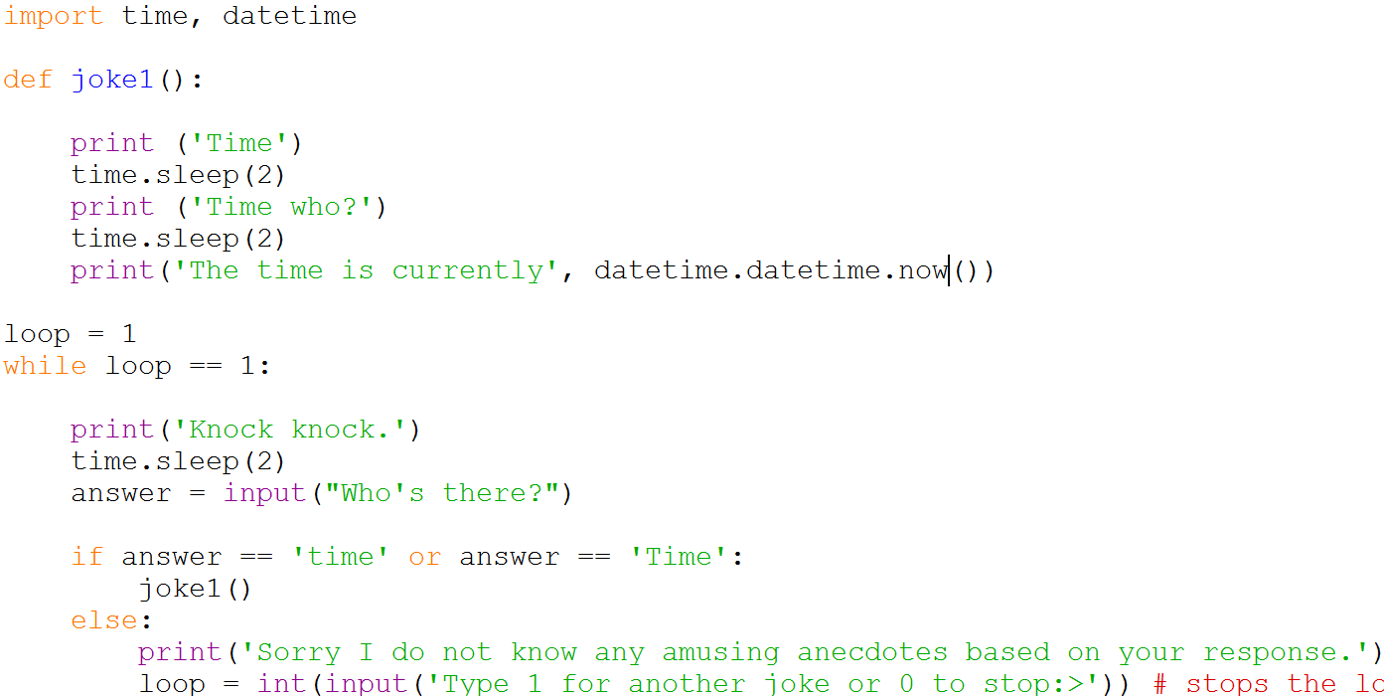 import time, datetime
def joke1():
    print ('Time')
    time.sleep(2)
    print ('Time who?')
    time.sleep(2)
    print('The time is currently', datetime.datetime.now())
loop = 1
while loop == 1:
    print('Knock knock.')
    time.sleep(2)
    answer = input("Who's there?")
    if answer == 'time' or answer == 'Time':
        joke1()
    else:
        print('Sorry I do not know any amusing anecdotes based on your response.')
        loop = int(input('Type 1 for another joke or 0 to stop:>')) # stops the